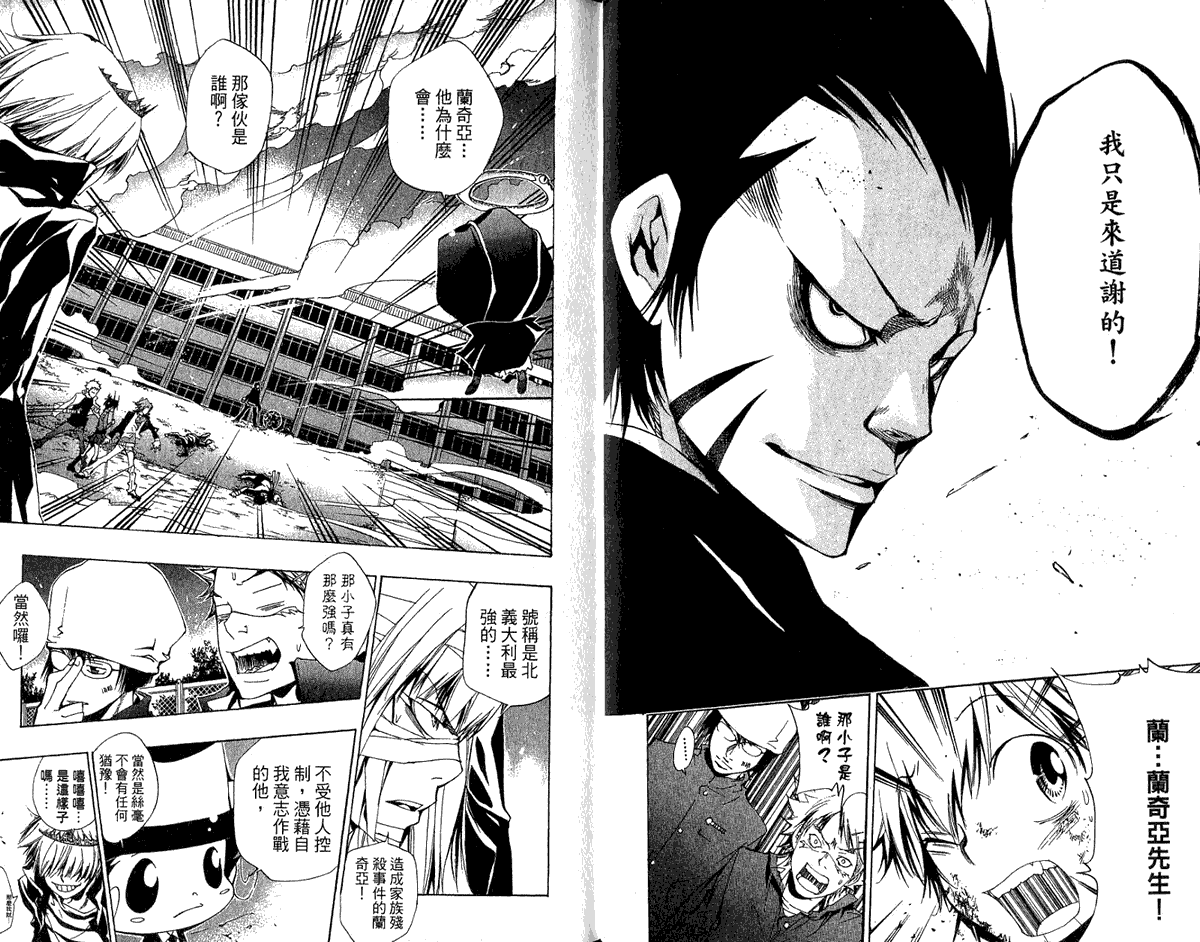 我只是來道謝的！
蘭…蘭奇亞先生！
那小子是
誰啊？
……
蘭奇亞…
他為什麼
會……
那傢伙是
誰啊？
號稱是北
義大利最
強的……
那小子真有
那麼強嗎？
當然囉！
造成家族殘
殺事件的蘭
奇亞！
不受他人控
制，憑藉自
我意志作戰
的他，
當然是絲毫
不會有任何
猶豫！
嘻嘻嘻…
是這樣子
嗎……